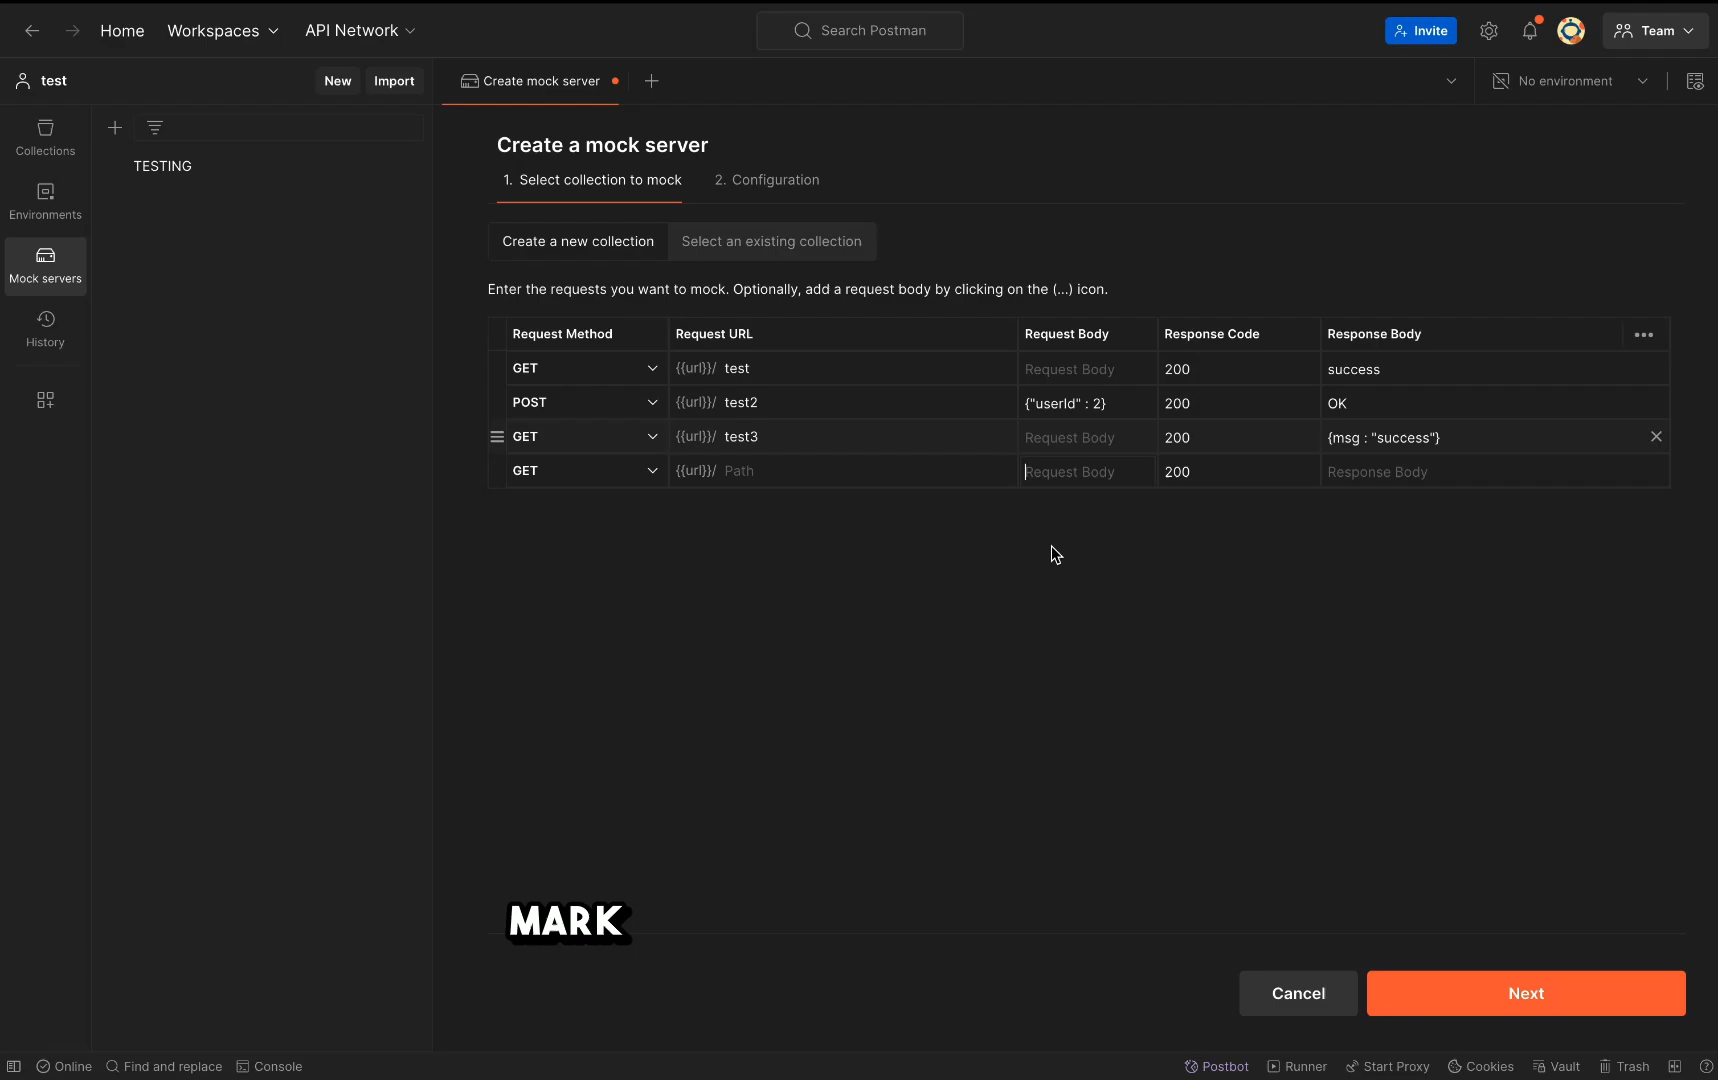 Home Workspaces API Network Search Postman Invite Team
test New Import Create mock server No environment
Collections
TESTING
Environments
Mock servers
History
Create a mock server
1. Select collection to mock 2. Configuration
Create a new collection Select an existing collection
Enter the requests you want to mock. Optionally, add a request body by clicking on the (...) icon.
Request Method Request URL Request Body Response Code Response Body
GET {{url}}/ test Request Body 200 success
POST {{url}}/ test2 {"userId" : 2} 200 OK
GET {{url}}/ test3 Request Body 200 {msg : "success"}
GET {{url}}/ Path Request Body 200 Response Body
MARK
Cancel Next
Online Find and replace Console Postbot Runner Start Proxy Cookies Vault Trash